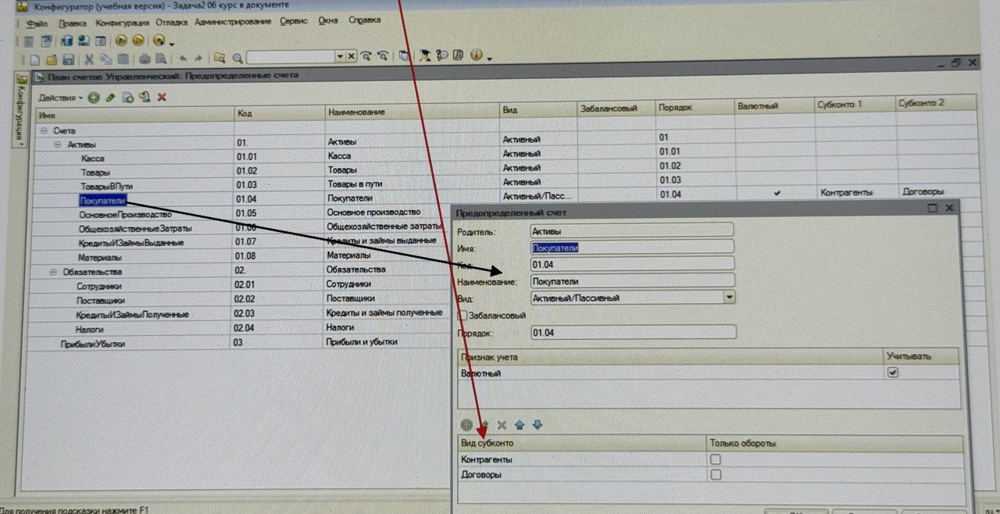 Конфигуратор (учебная версия) - Задача2 06 курс в документе
Файл Правка Конфигурация Отладка Администрирование Сервис Окна Справка
План счетов Управленческий: Предопределенные счета
Конфигурация *
Действия
Имя Код Наименование Вид Забалансовый Порядок Валютный Субконто 1 Субконто 2
Счета
Активы 01. Активы Активный 01
Касса 01.01 Касса Активный 01.01
Товары 01.02 Товары Активный 01.02
ТоварыВПути 01.03 Товары в пути Активный 01.03
Покупатели 01.04 Покупатели Активный/Пасс... 01.04 Контрагенты Договоры
ОсновноеПроизводство 01.05 Основное производство
ОбщехозяйственныеЗатраты 01.06 Общехозяйственные затраты
КредитыИЗаймыВыданные 01.07 Кредиты и займы выданные
Материалы 01.08 Материалы
Обязательства 02. Обязательства
Сотрудники 02.01 Сотрудники
Поставщики 02.02 Поставщики
КредитыИЗаймыПолученные 02.03 Кредиты и займы полученные
Налоги 02.04 Налоги
ПрибылиУбытки 03 Прибыли и убытки
Предопределенный счет
Родитель: Активы
Имя: Покупатели
Код: 01.04
Наименование: Покупатели
Вид: Активный/Пассивный
Забалансовый
Порядок: 01.04
Признак учета Учитывать
Валютный
Вид субконто Только обороты
Контрагенты
Договоры
Для получения подсказки нажмите F1